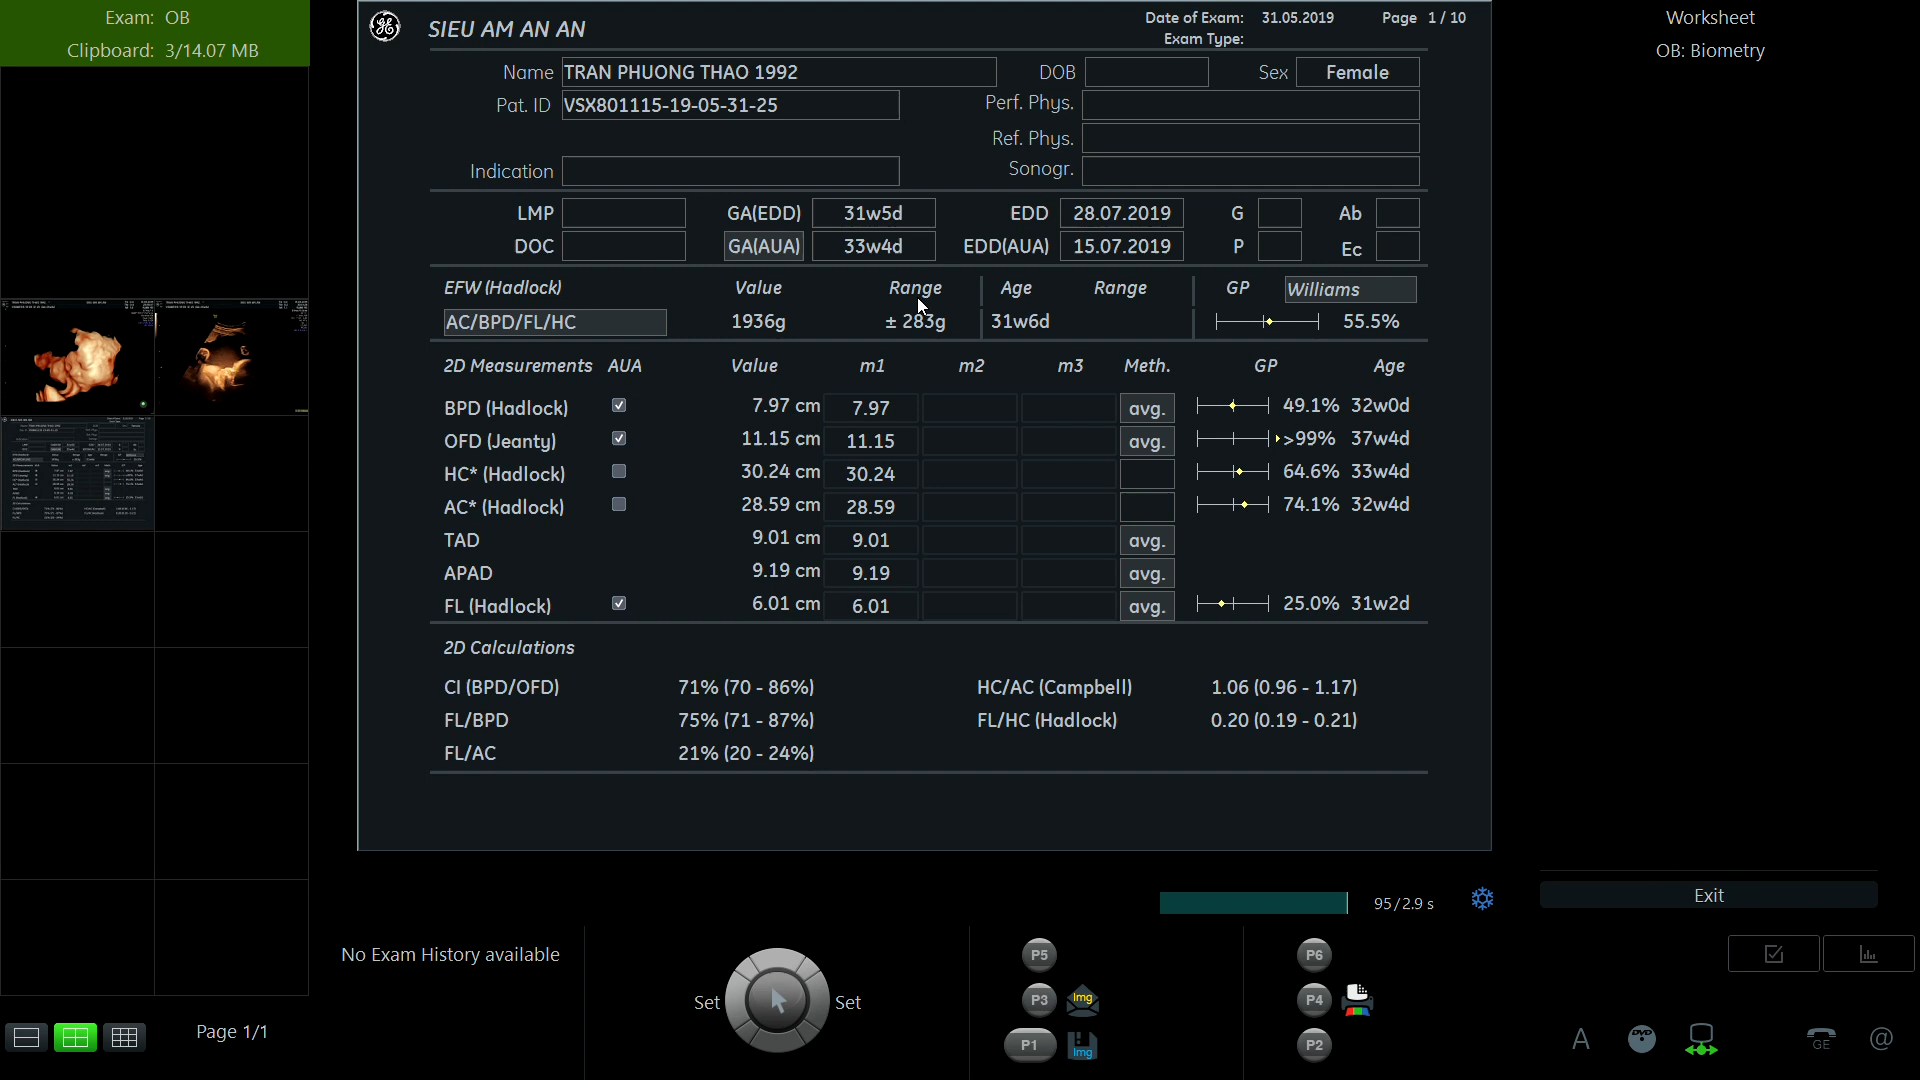 Exam: OB
Clipboard: 3/14.07 MB
SIEU AM AN AN
Date of Exam: 31.05.2019 Page 1 / 10
Exam Type:
Worksheet
OB: Biometry
Name TRAN PHUONG THAO 1992 DOB Sex Female
Pat. ID VSX801115-19-05-31-25 Perf. Phys.
Ref. Phys.
Indication Sonogr.
LMP GA(EDD) 31w5d EDD 28.07.2019 G Ab
DOC GA(AUA) 33w4d EDD(AUA) 15.07.2019 P Ec
EFW (Hadlock) Value Range Age Range GP Williams
AC/BPD/FL/HC 1936g ± 283g 31w6d 55.5%
2D Measurements AUA Value m1 m2 m3 Meth. GP Age
BPD (Hadlock) 7.97 cm 7.97 avg. 49.1% 32w0d
OFD (Jeanty) 11.15 cm 11.15 avg. >99% 37w4d
HC* (Hadlock) 30.24 cm 30.24 64.6% 33w4d
AC* (Hadlock) 28.59 cm 28.59 74.1% 32w4d
TAD 9.01 cm 9.01 avg.
APAD 9.19 cm 9.19 avg.
FL (Hadlock) 6.01 cm 6.01 avg. 25.0% 31w2d
2D Calculations
CI (BPD/OFD) 71% (70 - 86%) HC/AC (Campbell) 1.06 (0.96 - 1.17)
FL/BPD 75% (71 - 87%) FL/HC (Hadlock) 0.20 (0.19 - 0.21)
FL/AC 21% (20 - 24%)
95 / 2.9 s
Exit
No Exam History available
Set Set
P5 P6
P3 Img P4
P1 Img P2
Page 1/1
A DVD GE @